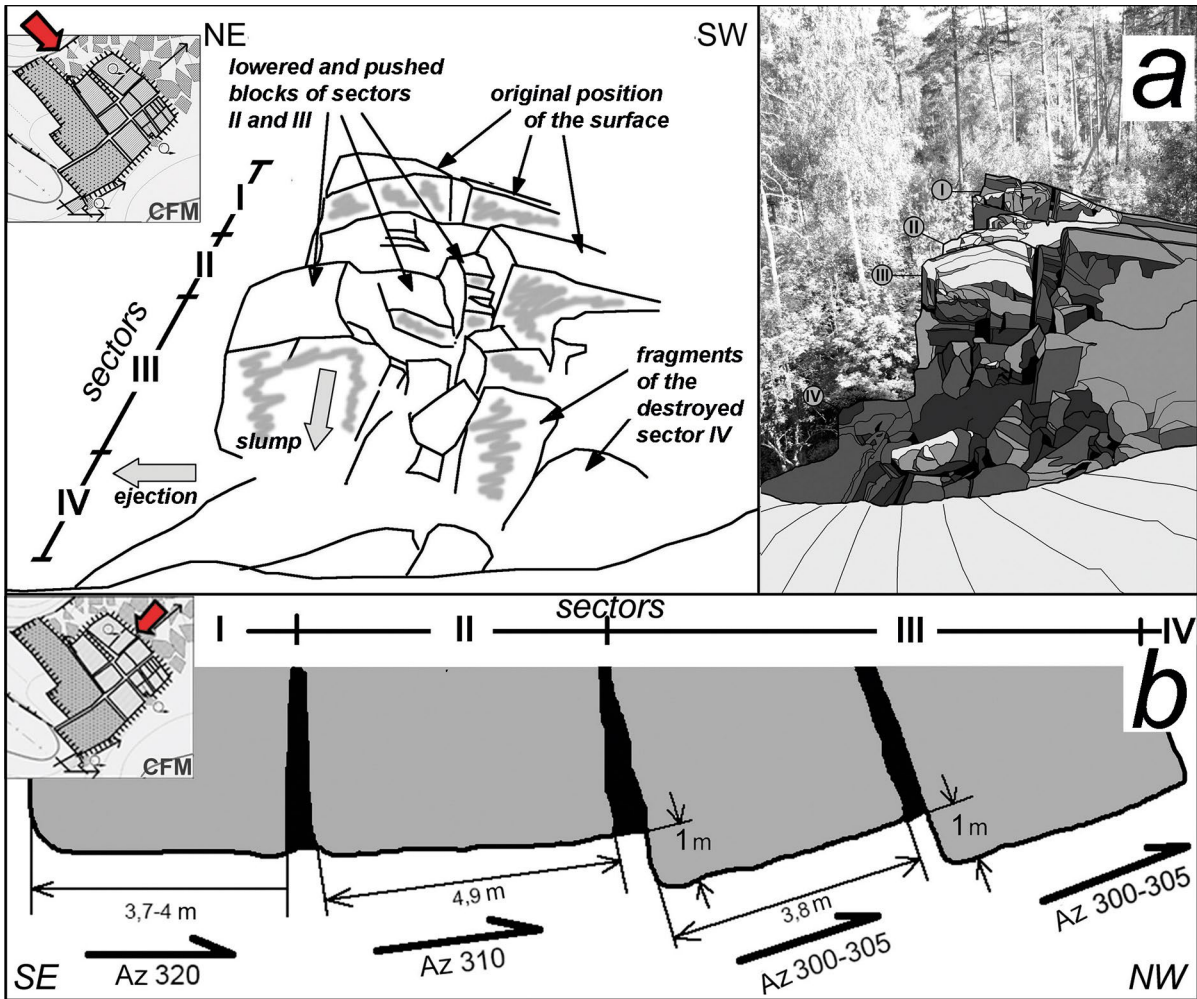 NE
SW
CFM
lowered and pushed
blocks of sectors
II and III
original position
of the surface
a
I
II
III
IV
sectors
slump
ejection
fragments
of the
destroyed
sector IV
I
II
III
IV
CFM
sectors
I
II
III
IV
b
1 m
1 m
3,7-4 m
4,9 m
3,8 m
Az 320
Az 310
Az 300-305
Az 300-305
SE
NW